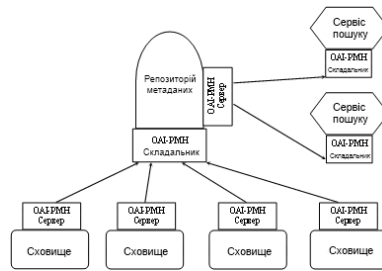 Сервіс
пошуку
OAI-PMH
Складальник
Репозиторій
метаданих
OAI-PMH
Сервер
Сервіс
пошуку
OAI-PMH
Складальник
OAI-PMH
Складальник
OAI-PMH
Сервер
OAI-PMH
Сервер
OAI-PMH
Сервер
OAI-PMH
Сервер
Сховище
Сховище
Сховище
Сховище